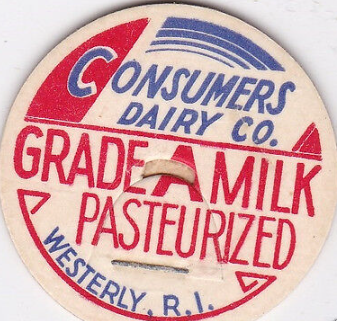 CONSUMERS
DAIRY CO.
GRADE A MILK
PASTEURIZED
WESTERLY, R.I.